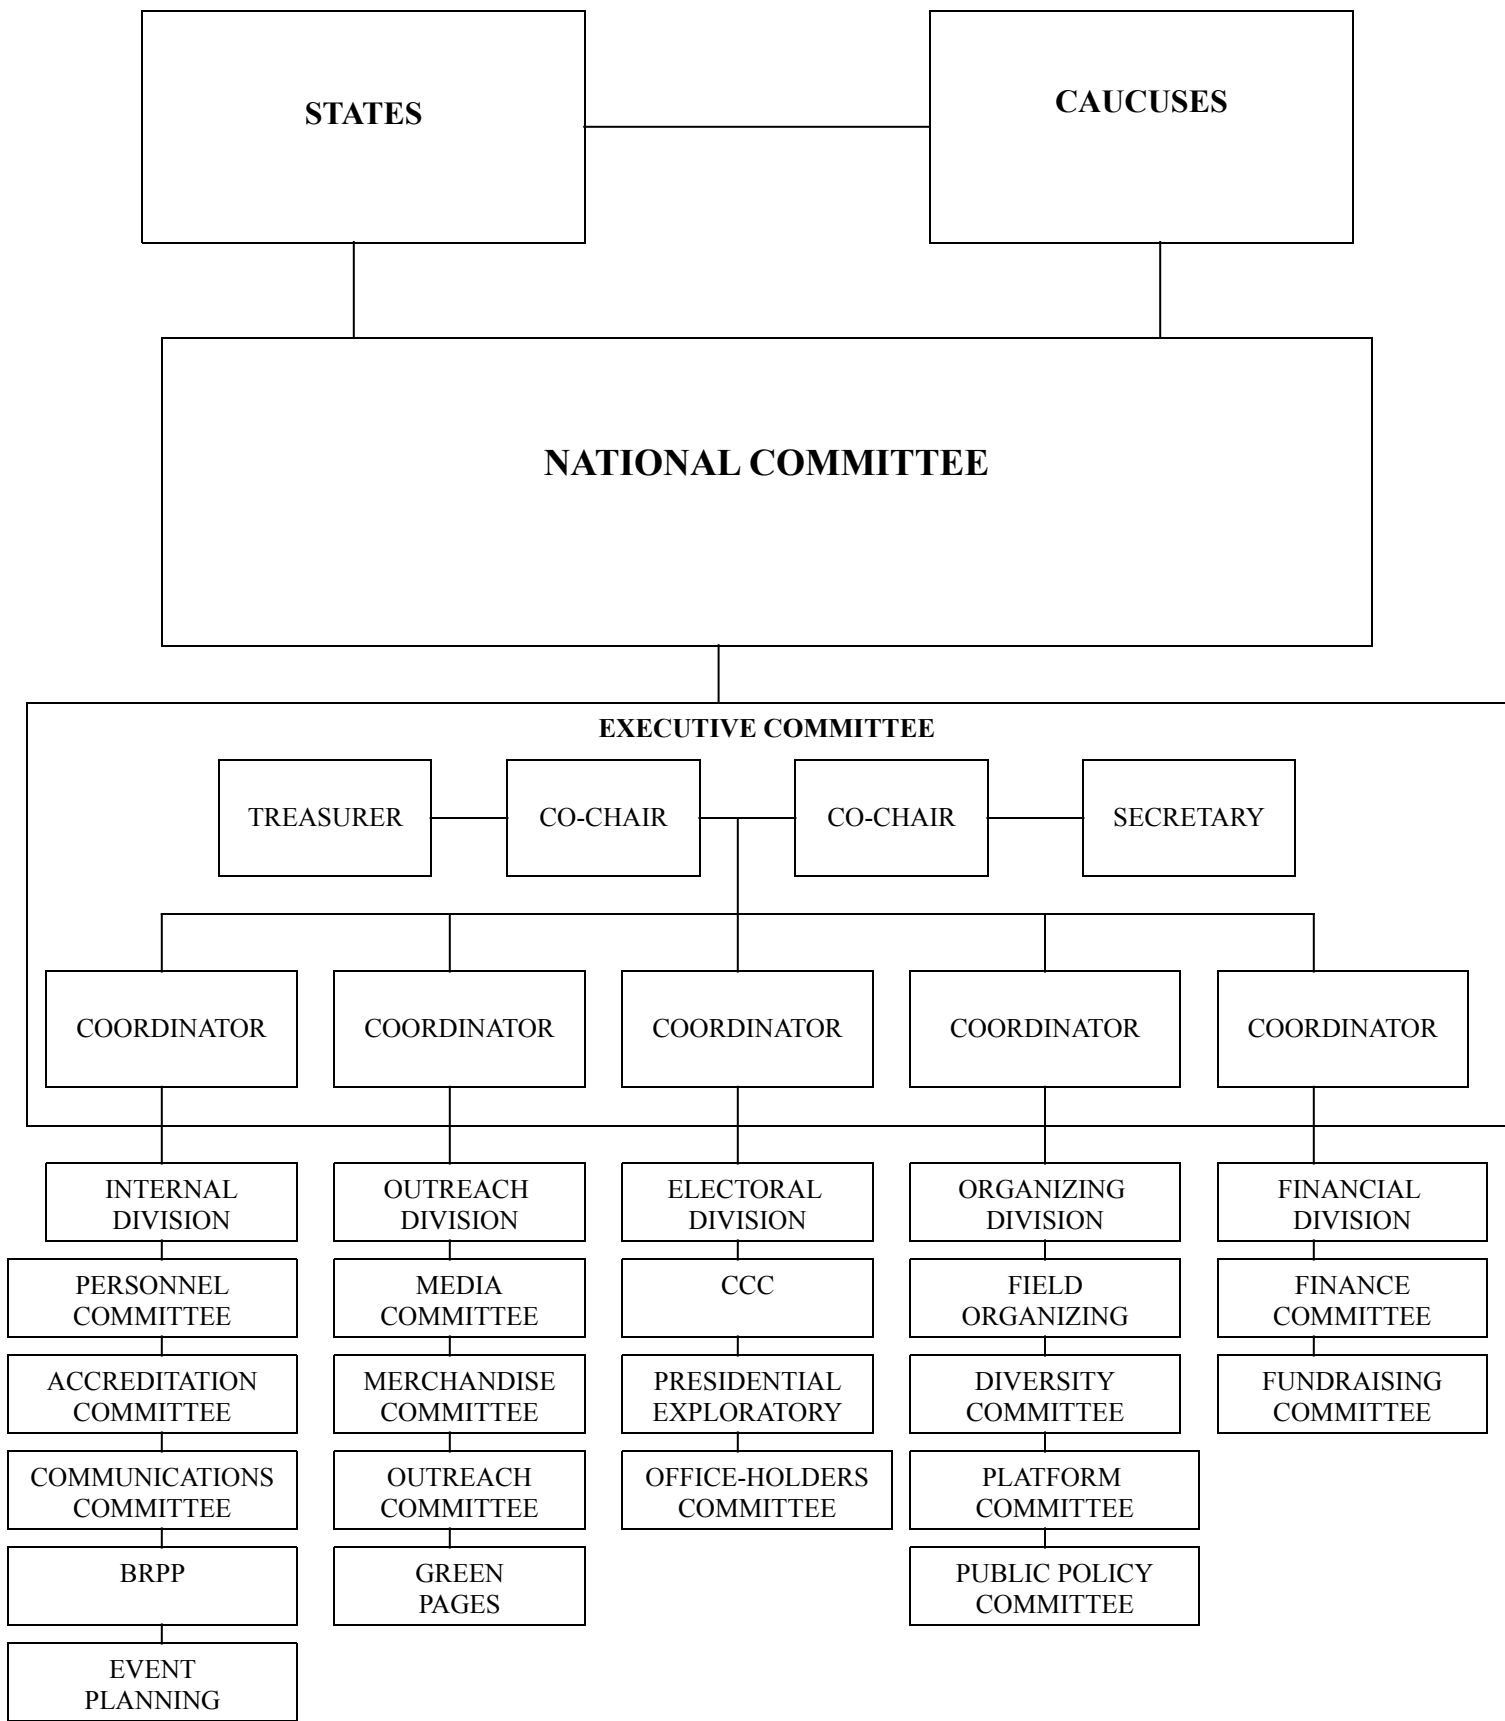 STATES
CAUCUSES
NATIONAL COMMITTEE
EXECUTIVE COMMITTEE
TREASURER
CO-CHAIR
CO-CHAIR
SECRETARY
COORDINATOR
COORDINATOR
COORDINATOR
COORDINATOR
COORDINATOR
INTERNAL
DIVISION
OUTREACH
DIVISION
ELECTORAL
DIVISION
ORGANIZING
DIVISION
FINANCIAL
DIVISION
PERSONNEL
COMMITTEE
MEDIA
COMMITTEE
CCC
FIELD
ORGANIZING
FINANCE
COMMITTEE
ACCREDITATION
COMMITTEE
MERCHANDISE
COMMITTEE
PRESIDENTIAL
EXPLORATORY
DIVERSITY
COMMITTEE
FUNDRAISING
COMMITTEE
COMMUNICATIONS
COMMITTEE
OUTREACH
COMMITTEE
OFFICE-HOLDERS
COMMITTEE
PLATFORM
COMMITTEE
BRPP
GREEN
PAGES
PUBLIC POLICY
COMMITTEE
EVENT
PLANNING